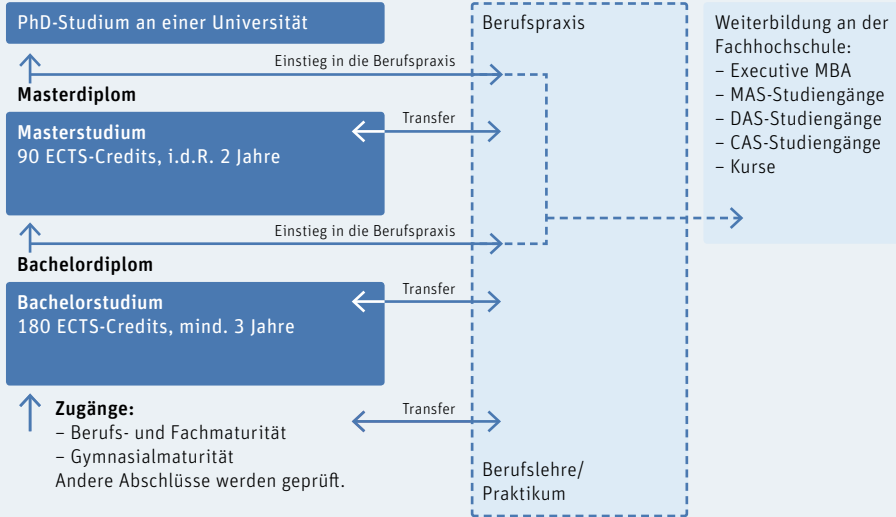 PhD-Studium an einer Universität
Einstieg in die Berufspraxis
Masterdiplom
Masterstudium
90 ECTS-Credits, i.d.R. 2 Jahre
Transfer
Einstieg in die Berufspraxis
Bachelordiplom
Bachelorstudium
180 ECTS-Credits, mind. 3 Jahre
Transfer
Zugänge:
– Berufs- und Fachmaturität
– Gymnasialmaturität
Andere Abschlüsse werden geprüft.
Transfer
Berufspraxis
Berufslehre/
Praktikum
Weiterbildung an der
Fachhochschule:
– Executive MBA
– MAS-Studiengänge
– DAS-Studiengänge
– CAS-Studiengänge
– Kurse